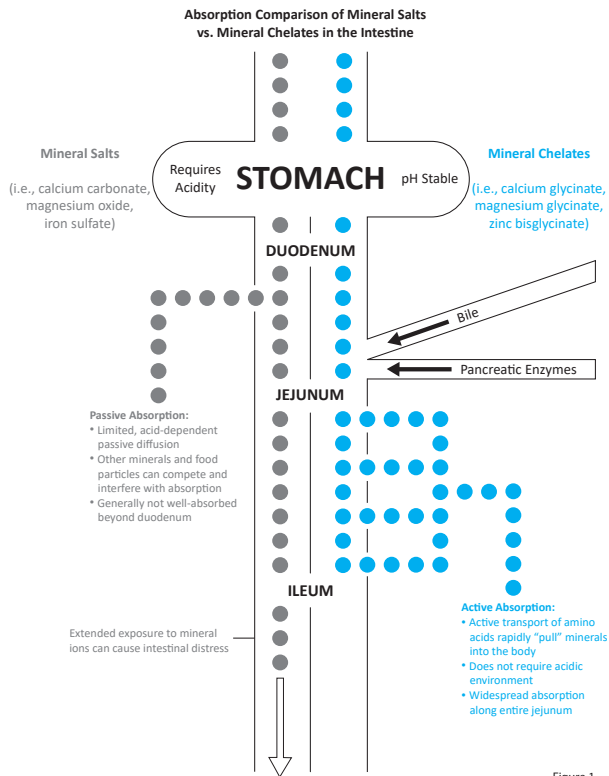 Absorption Comparison of Mineral Salts
vs. Mineral Chelates in the Intestine
Mineral Salts
(i.e., calcium carbonate,
magnesium oxide,
iron sulfate)
Requires
Acidity
STOMACH
pH Stable
Mineral Chelates
(i.e., calcium glycinate,
magnesium glycinate,
zinc bisglycinate)
DUODENUM
Bile
Pancreatic Enzymes
JEJUNUM
Passive Absorption:
• Limited, acid-dependent
passive diffusion
• Other minerals and food
particles can compete and
interfere with absorption
• Generally not well-absorbed
beyond duodenum
ILEUM
Active Absorption:
• Active transport of amino
acids rapidly “pull” minerals
into the body
• Does not require acidic
environment
• Widespread absorption
along entire jejunum
Extended exposure to mineral
ions can cause intestinal distress
Figure 1